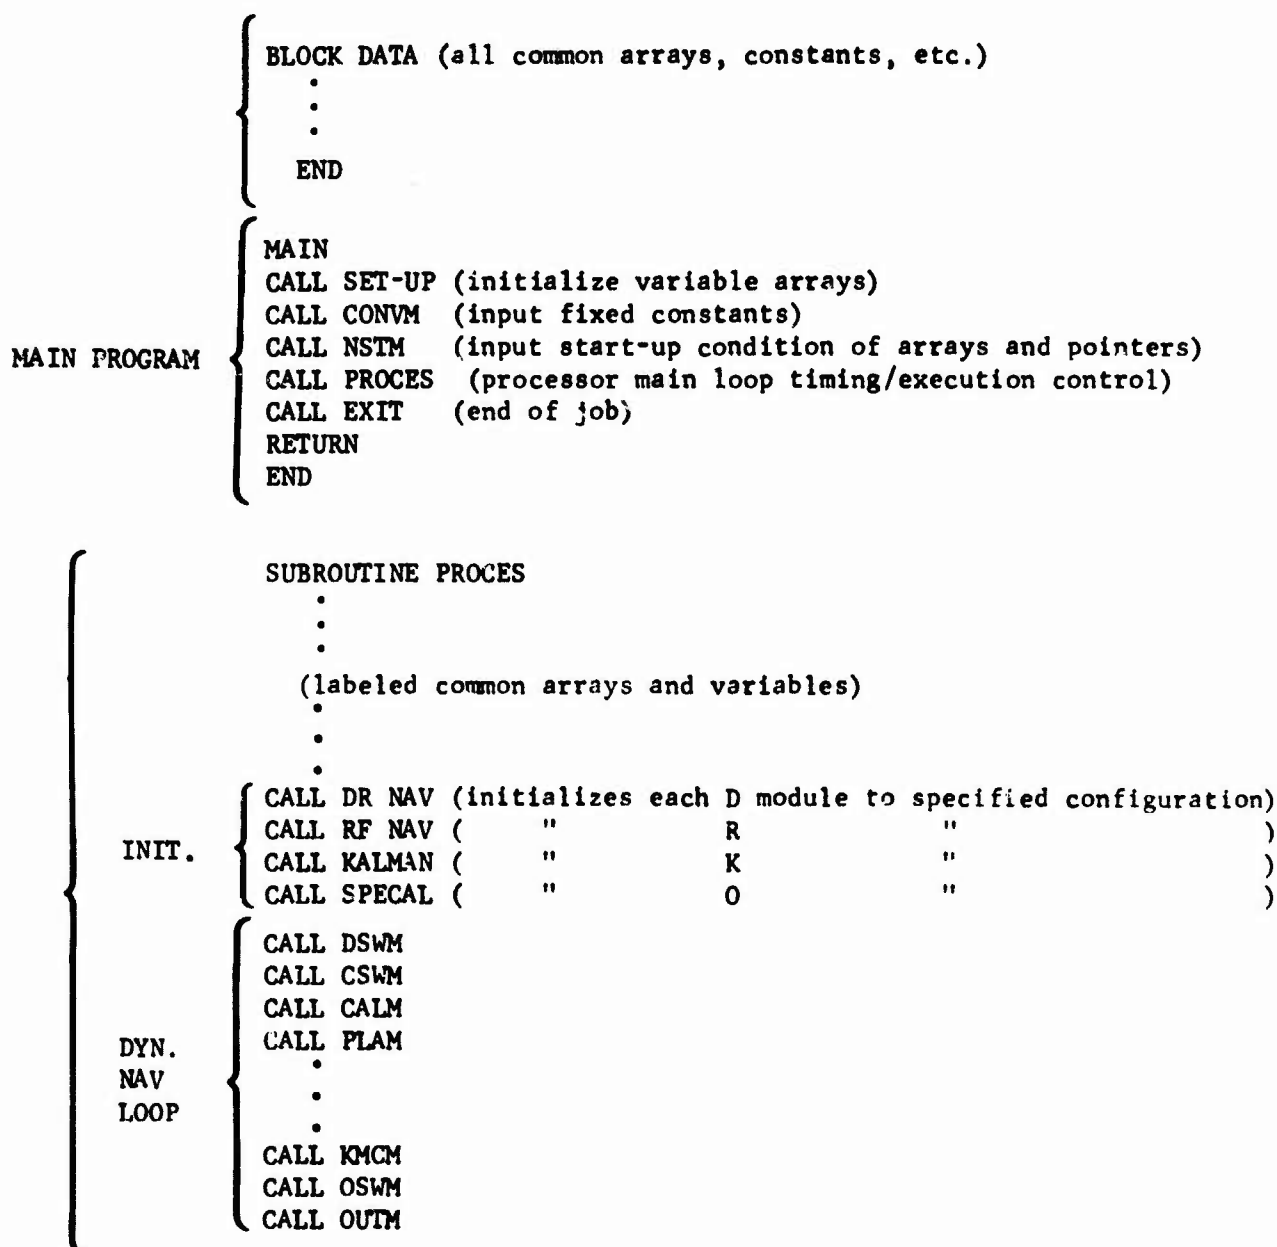 BLOCK DATA (all common arrays, constants, etc.)
END
MAIN PROGRAM
MAIN
CALL SET-UP (initialize variable arrays)
CALL CONVM (input fixed constants)
CALL NSTM (input start-up condition of arrays and pointers)
CALL PROCES (processor main loop timing/execution control)
CALL EXIT (end of job)
RETURN
END
SUBROUTINE PROCES
(labeled common arrays and variables)
INIT.
CALL DR NAV (initializes each D module to specified configuration)
CALL RF NAV ( " R " )
CALL KALMAN ( " K " )
CALL SPECAL ( " O " )
DYN.
NAV
LOOP
CALL DSWM
CALL CSWM
CALL CALM
CALL PLAM
CALL KMCM
CALL OSWM
CALL OUTM